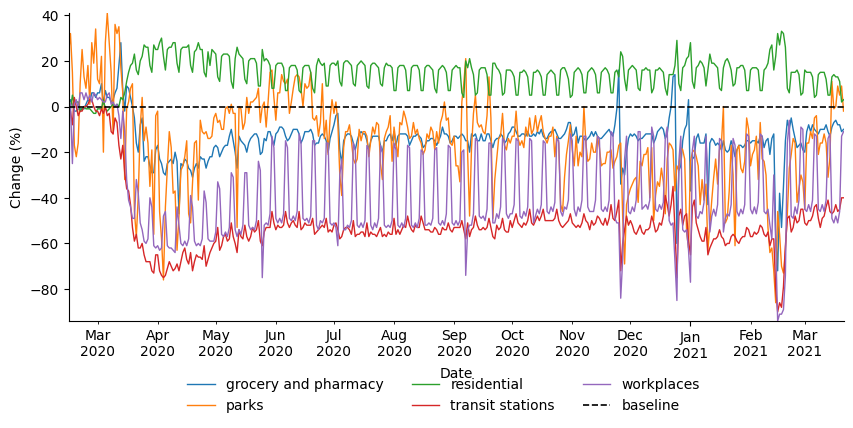 40
20
0
−20
−40
−60
−80
Change (%)
Mar Apr May Jun Jul Aug Sep Oct Nov Dec Jan Feb Mar
2020 2020 2020 2020 2020 2020 2020 2020 2020 2020 2021 2021 2021
Date
grocery and pharmacy residential workplaces
parks transit stations baseline